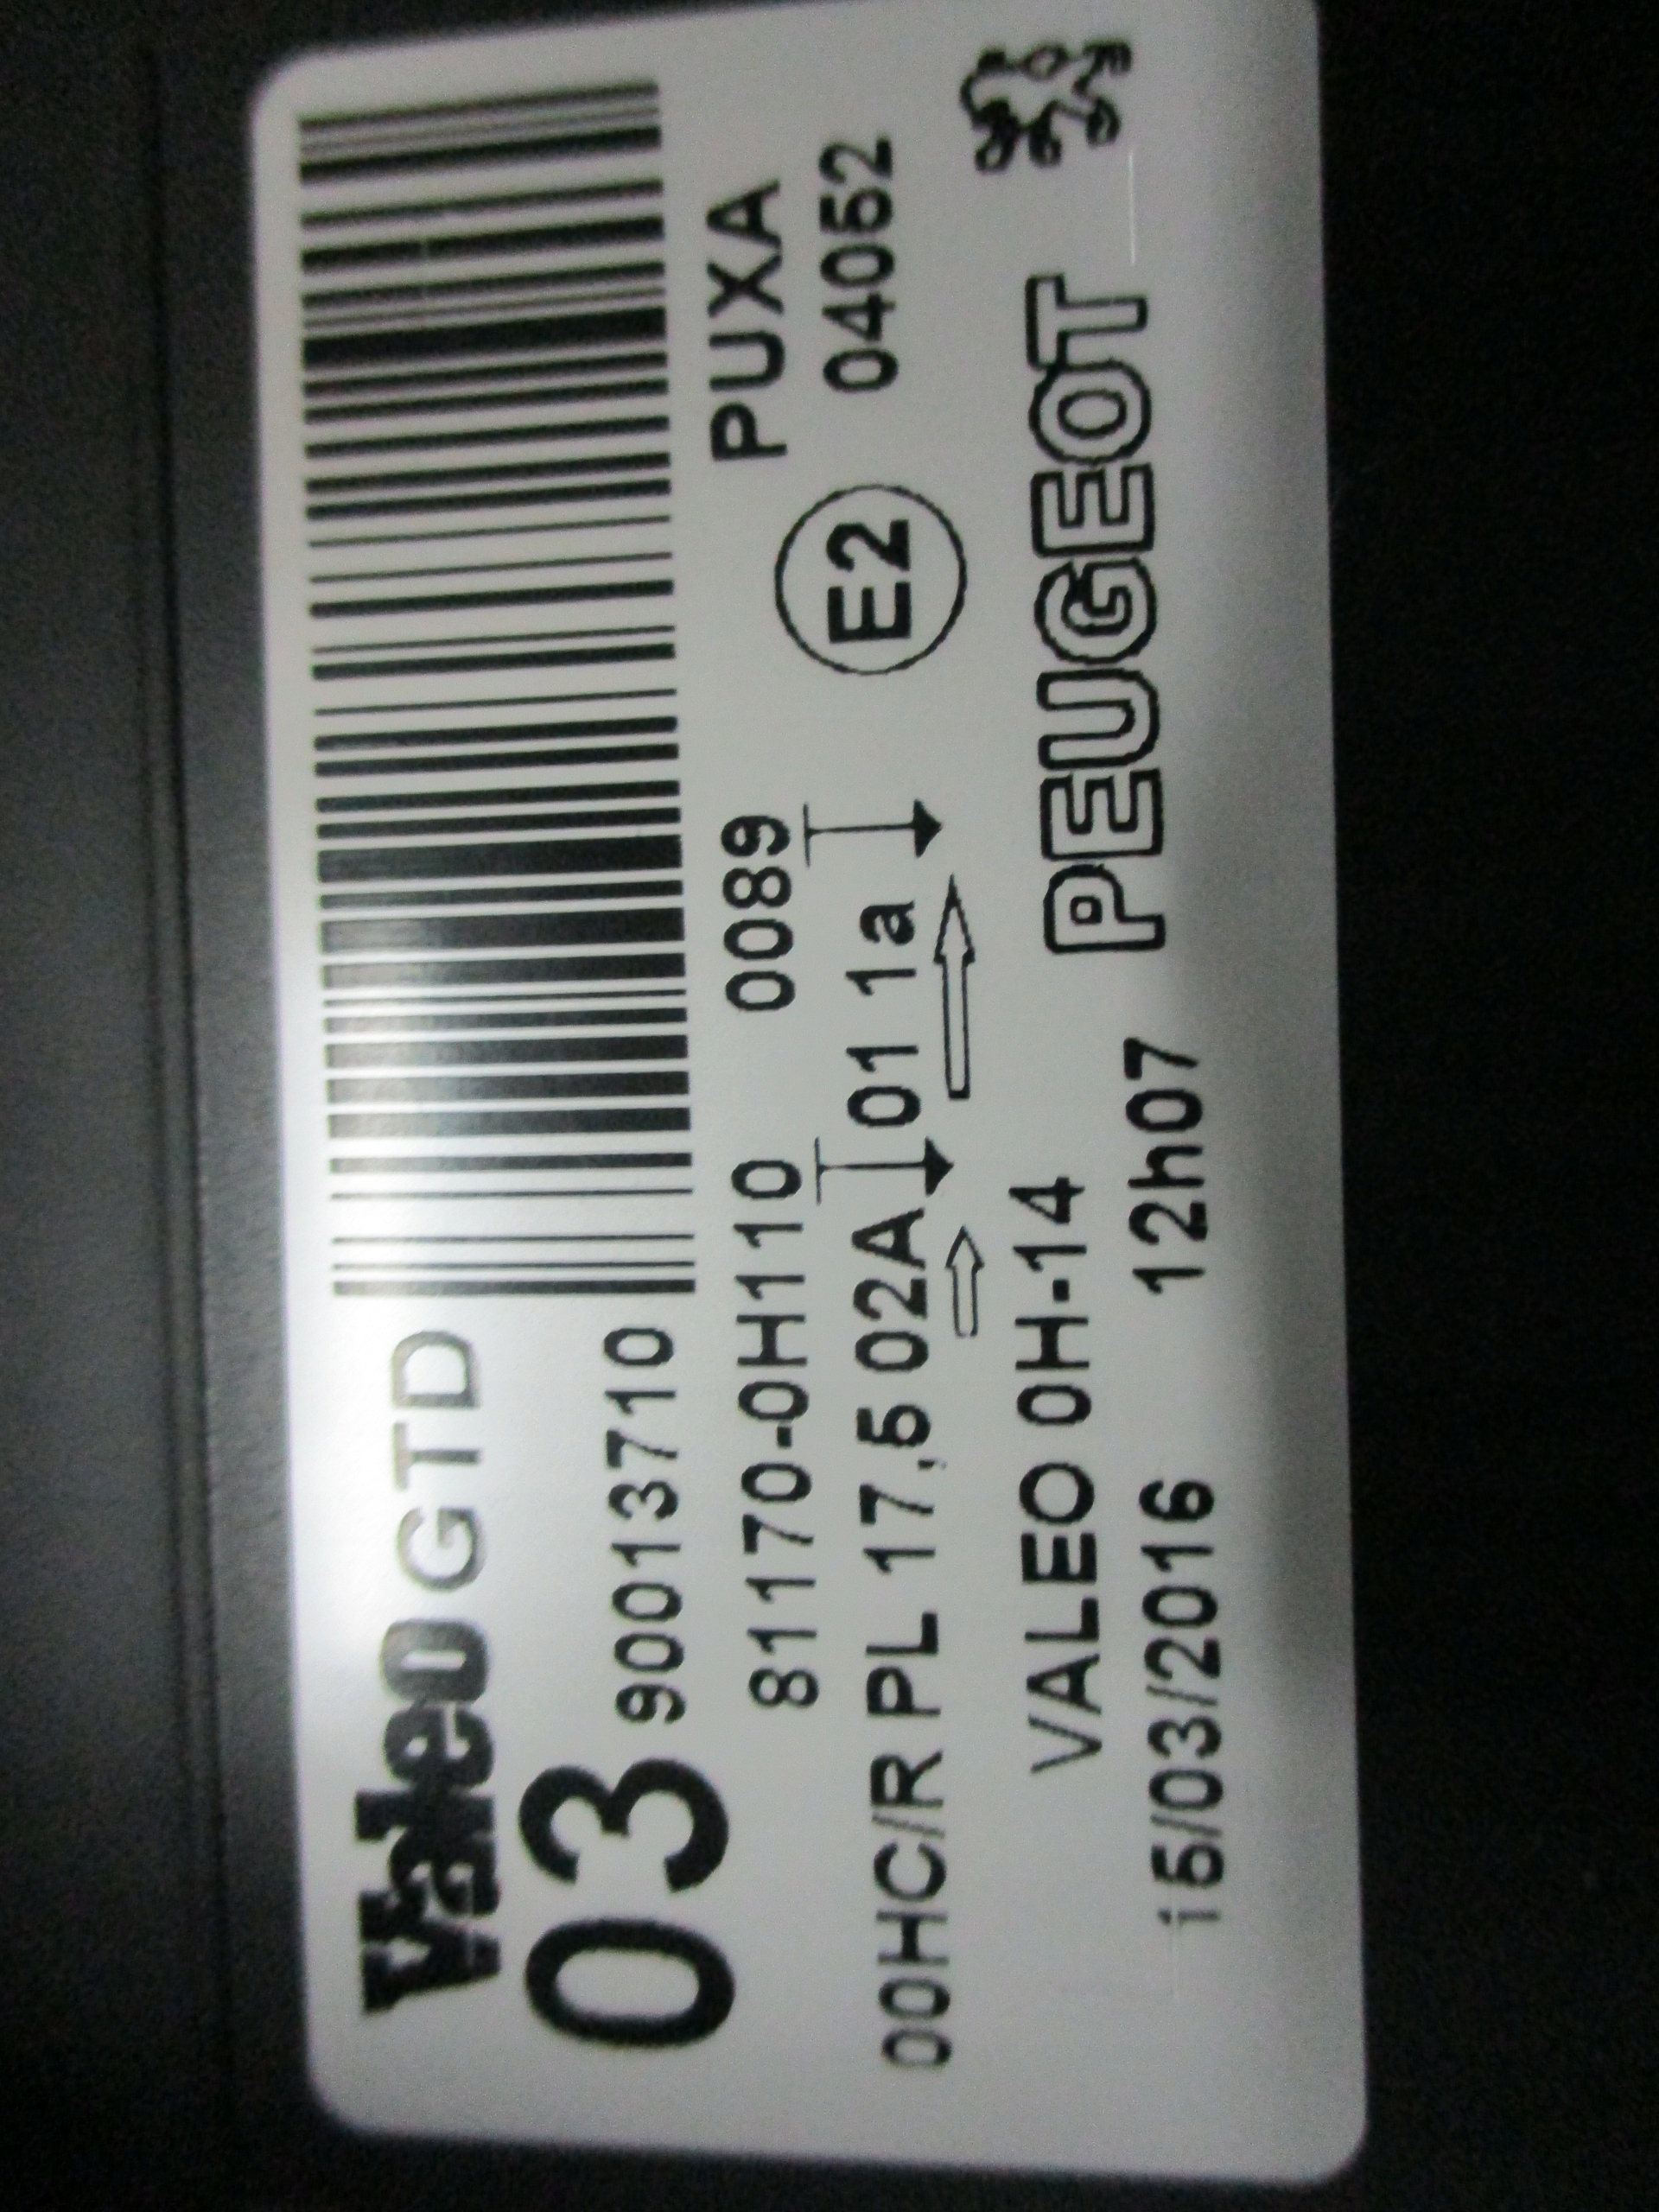 Valeo GTD
03 90013710
81170-0H110 0089 PUXA
00HC/R PL 17,5 02A 01 1a E2 04052
VALEO 0H-14
15/03/2016 12h07 PEUGEOT